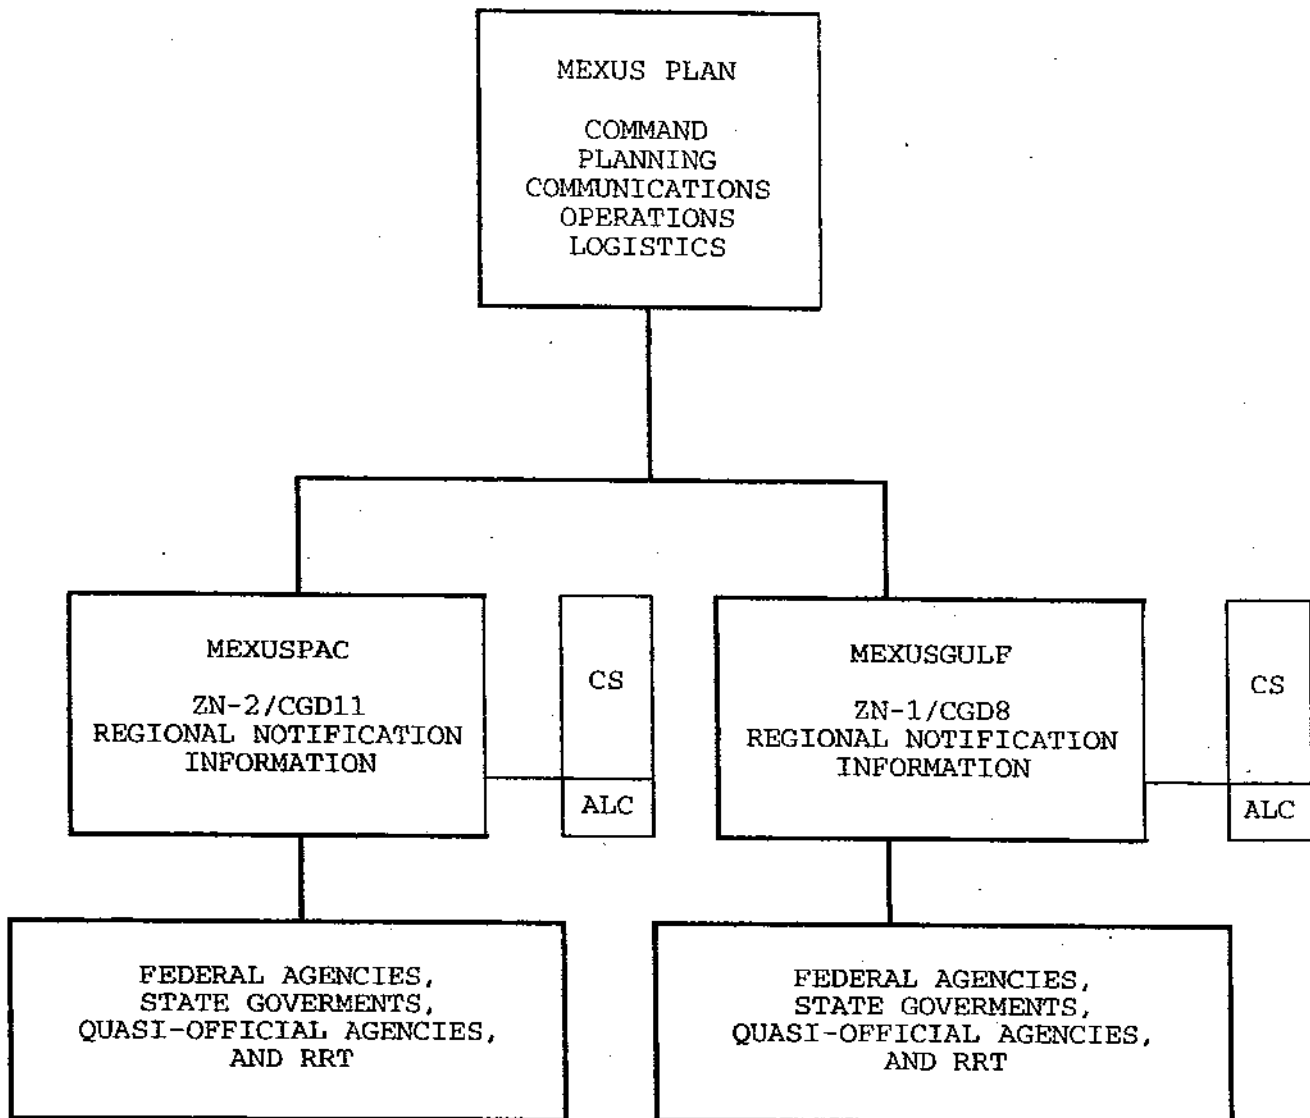 MEXUS PLAN
COMMAND
PLANNING
COMMUNICATIONS
OPERATIONS
LOGISTICS
MEXUSPAC
ZN-2/CGD11
REGIONAL NOTIFICATION
INFORMATION
CS
ALC
MEXUSGULF
ZN-1/CGD8
REGIONAL NOTIFICATION
INFORMATION
CS
ALC
FEDERAL AGENCIES,
STATE GOVERMENTS,
QUASI-OFFICIAL AGENCIES,
AND RRT
FEDERAL AGENCIES,
STATE GOVERMENTS,
QUASI-OFFICIAL AGENCIES,
AND RRT